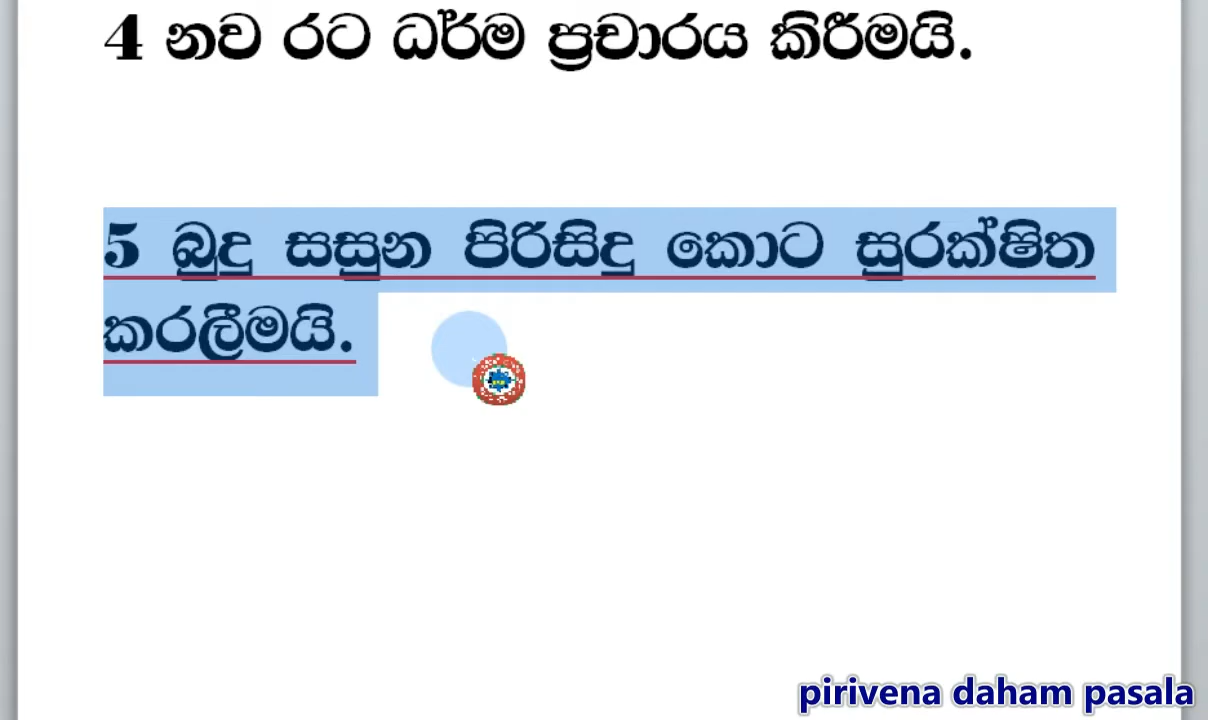 4 නව රට ධර්ම ප්‍රචාරය කිරීමයි.
5 බුදු සසුන පිරිසිදු කොට සුරක්ෂිත
කරලීමයි.
pirivena daham pasala